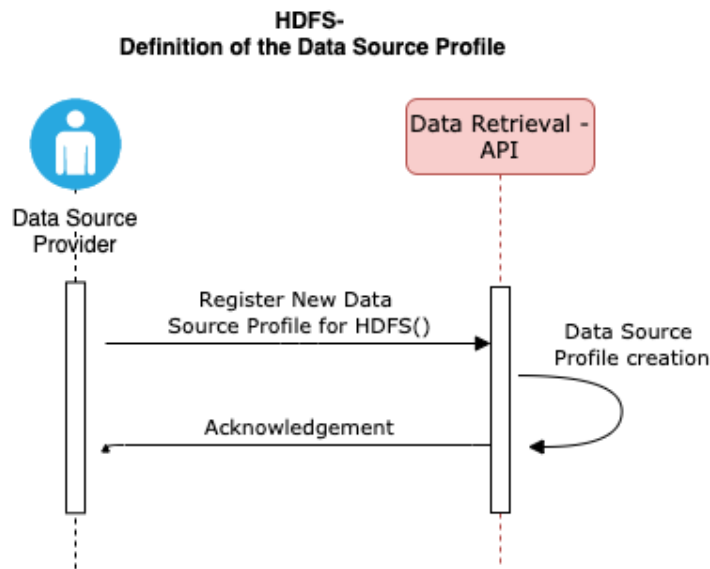 HDFS-
Definition of the Data Source Profile
Data Retrieval -
API
Data Source
Provider
Register New Data
Source Profile for HDFS()
Data Source
Profile creation
Acknowledgement